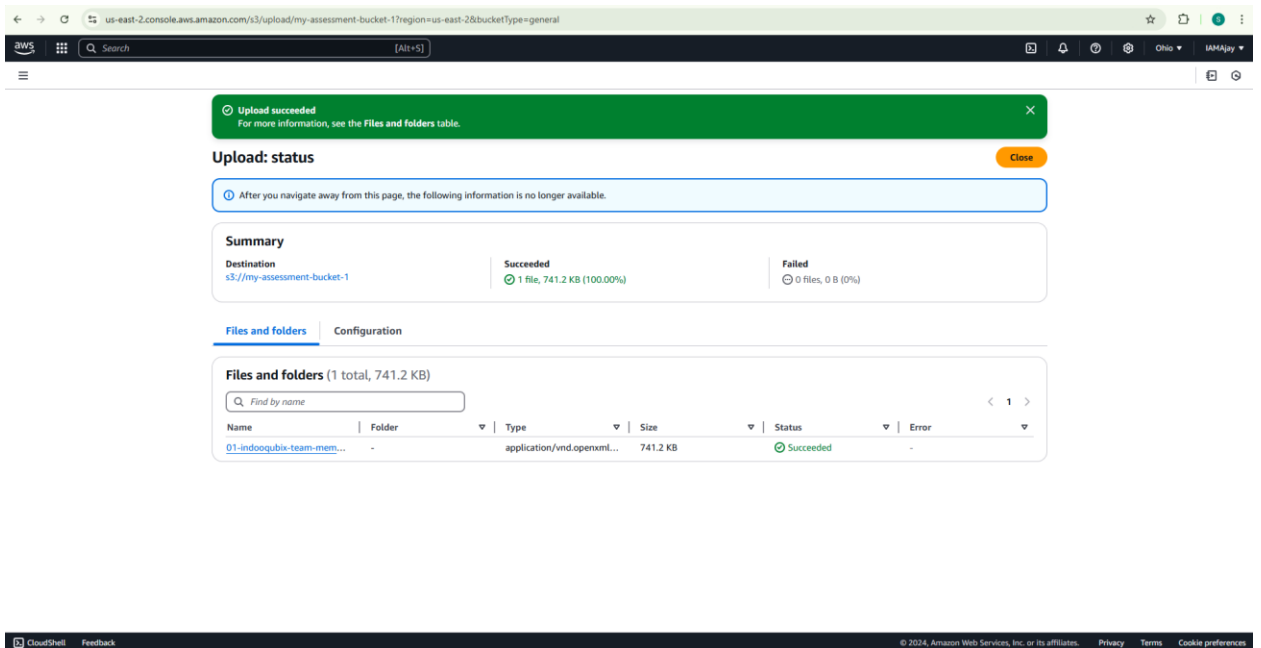 us-east-2.console.aws.amazon.com/s3/upload/my-assessment-bucket-1?region=us-east-2&bucketType=general
S
aws
Search
[Alt+S]
Ohio
IAMAjay
Upload succeeded
For more information, see the Files and folders table.
Upload: status
Close
After you navigate away from this page, the following information is no longer available.
Summary
Destination
s3://my-assessment-bucket-1
Succeeded
1 file, 741.2 KB (100.00%)
Failed
0 files, 0 B (0%)
Files and folders
Configuration
Files and folders (1 total, 741.2 KB)
Find by name
1
Name Folder Type Size Status Error
01-indooqubix-team-mem... - application/vnd.openxml... 741.2 KB Succeeded -
CloudShell Feedback
© 2024, Amazon Web Services, Inc. or its affiliates. Privacy Terms Cookie preferences